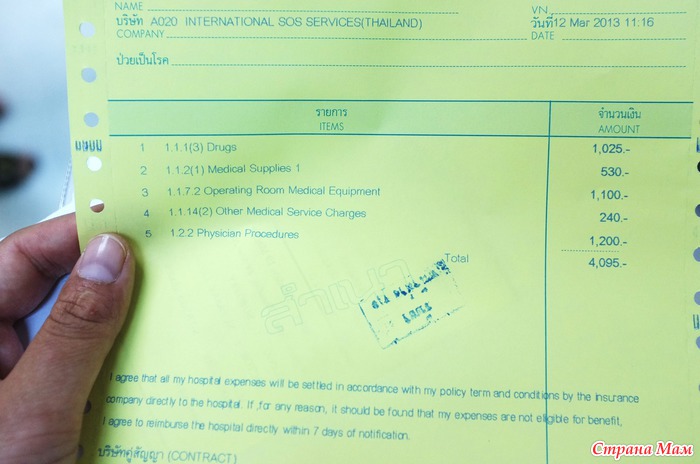 NAME
VN.
บริษัท A020 INTERNATIONAL SOS SERVICES(THAILAND)
วันที่12 Mar 2013 11:16
COMPANY
DATE
ป่วยเป็นโรค
รายการ
ITEMS
จำนวนเงิน
AMOUNT
1 1.1.1(3) Drugs 1,025.-
2 1.1.2(1) Medical Supplies 1 530.-
3 1.1.7.2 Operating Room Medical Equipment 1,100.-
4 1.1.14(2) Other Medical Service Charges 240.-
5 1.2.2 Physician Procedures 1,200.-
Total 4,095.-
สำเนา
I agree that all my hospital expenses will be settled in accordance with my policy term and conditions by the insurance
company directly to the hospital. If ,for any reason, it should be found that my expenses are not eligible for benefit,
I agree to reimburse the hospital directly within 7 days of notification.
บริษัทคู่สัญญา (CONTRACT)
Страна Мам